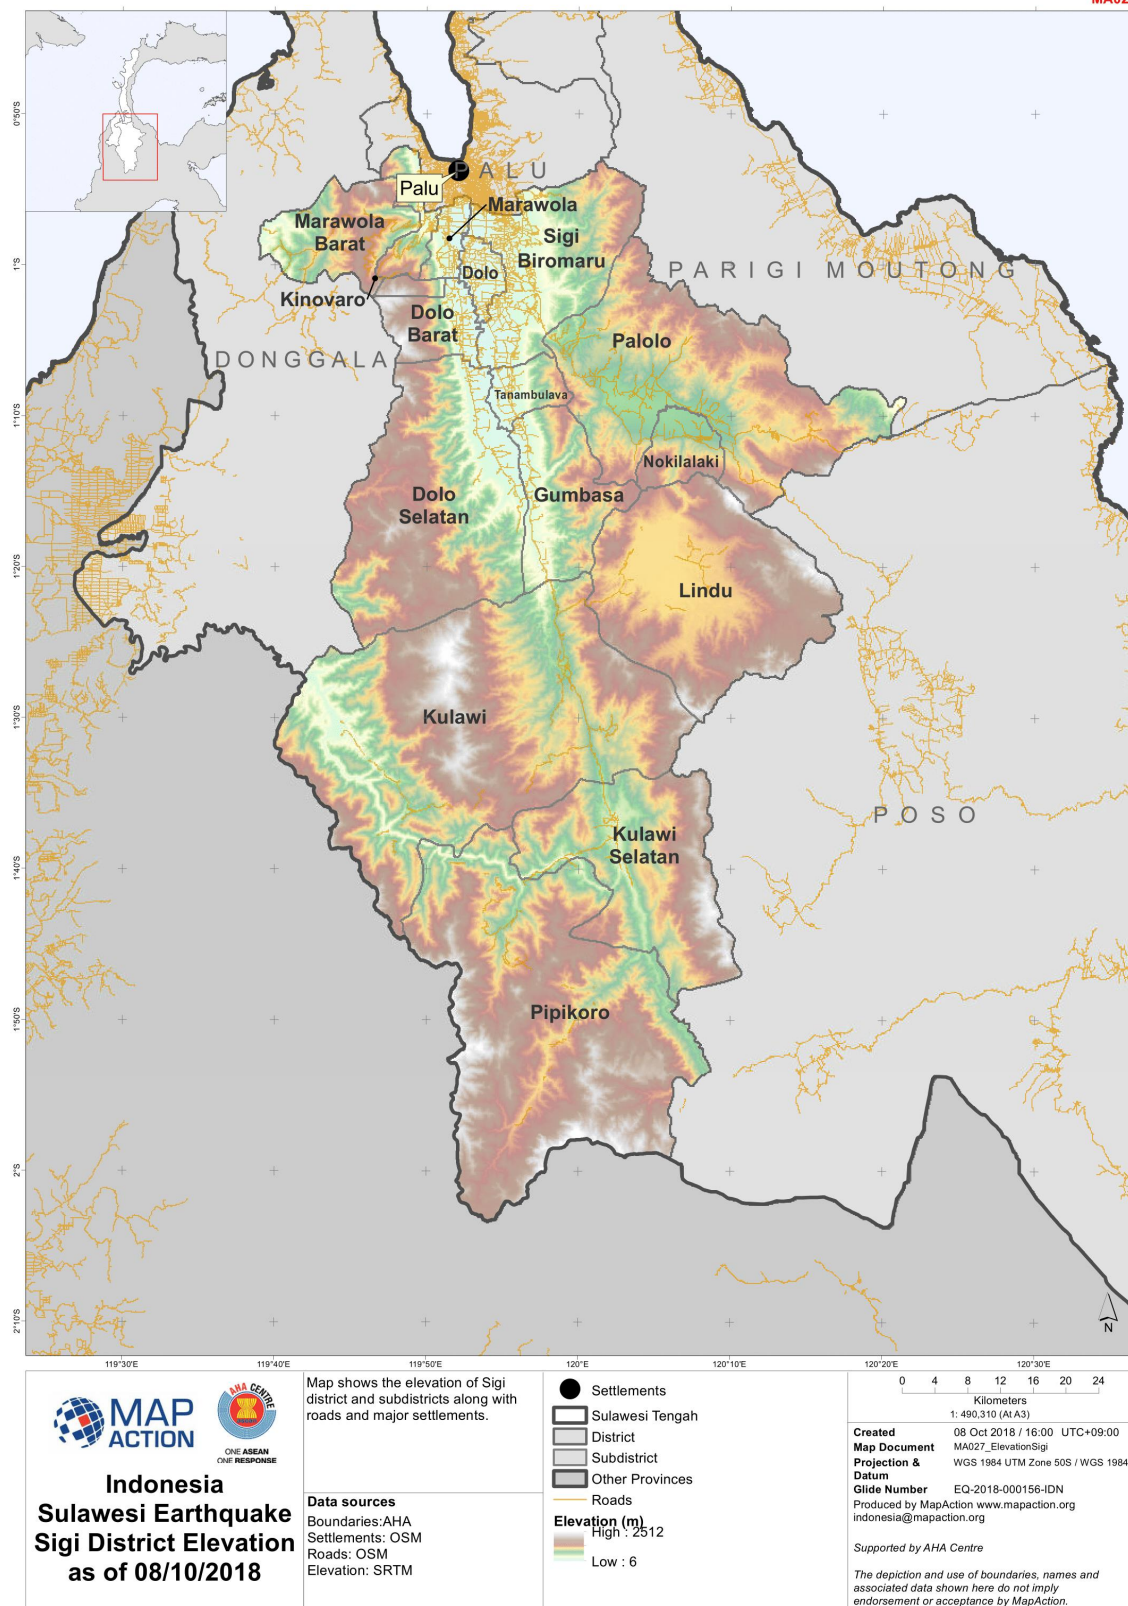 MA02
0°50'S
1°S
1°10'S
1°20'S
1°30'S
1°40'S
1°50'S
2°S
2°10'S
PALU
Palu
Marawola
Marawola
Barat
Sigi
Biromaru
Dolo
Kinovaro
Dolo
Barat
PARIGI MOUTONG
DONGGALA
Palolo
Tanambulava
Nokilalaki
Dolo
Selatan
Gumbasa
Lindu
Kulawi
POSO
Kulawi
Selatan
Pipikoro
N
119°30'E
119°40'E
119°50'E
120°E
120°10'E
120°20'E
120°30'E
MAP
ACTION
AHA CENTRE
ONE ASEAN
ONE RESPONSE
Indonesia
Sulawesi Earthquake
Sigi District Elevation
as of 08/10/2018
Map shows the elevation of Sigi
district and subdistricts along with
roads and major settlements.
Data sources
Boundaries:AHA
Settlements: OSM
Roads: OSM
Elevation: SRTM
Settlements
Sulawesi Tengah
District
Subdistrict
Other Provinces
Roads
Elevation (m)
High : 2512
Low : 6
0 4 8 12 16 20 24
Kilometers
1: 490,310 (At A3)
Created 08 Oct 2018 / 16:00 UTC+09:00
Map Document MA027_ElevationSigi
Projection & WGS 1984 UTM Zone 50S / WGS 1984
Datum
Glide Number EQ-2018-000156-IDN
Produced by MapAction www.mapaction.org
indonesia@mapaction.org
Supported by AHA Centre
The depiction and use of boundaries, names and
associated data shown here do not imply
endorsement or acceptance by MapAction.